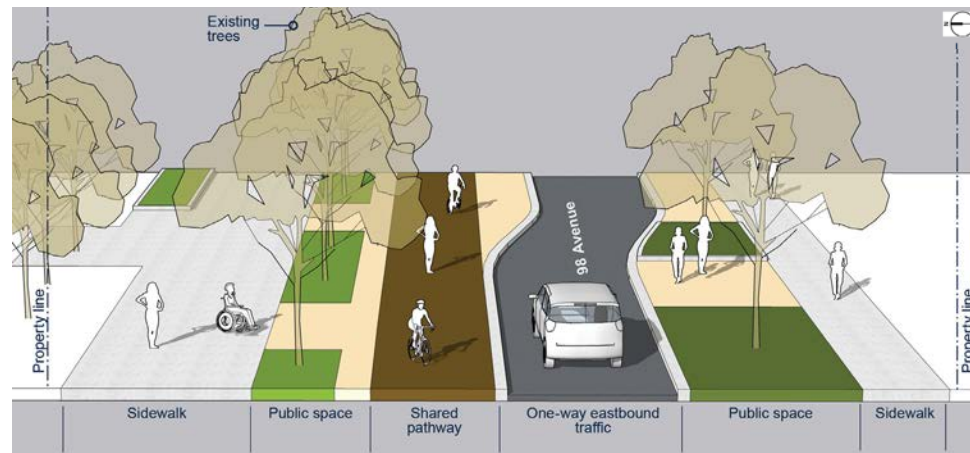 Existing
trees
N
Property line
98 Avenue
Property line
Sidewalk
Public space
Shared
pathway
One-way eastbound
traffic
Public space
Sidewalk